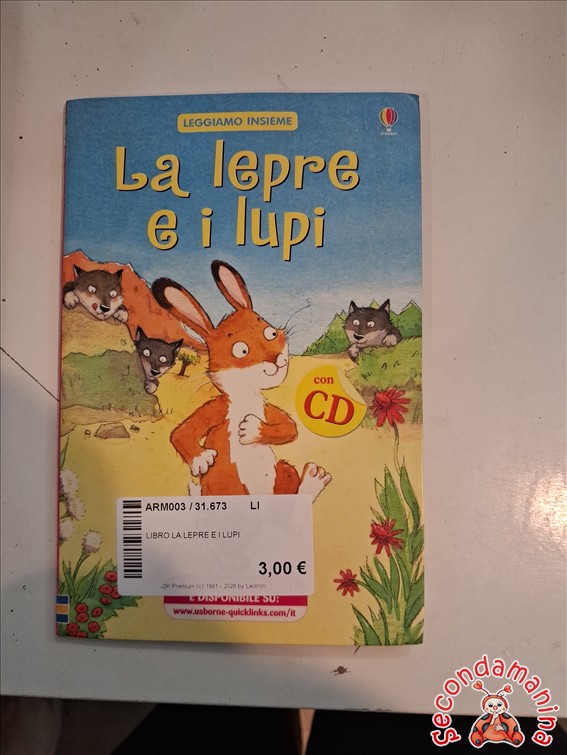 LEGGIAMO INSIEME
La lepre
e i lupi
con
CD
ARM003 / 31.673 LI
LIBRO LA LEPRE E I LUPI
3,00 €
È DISPONIBILE SU:
www.usborne-quicklinks.com/it
Secondamanina